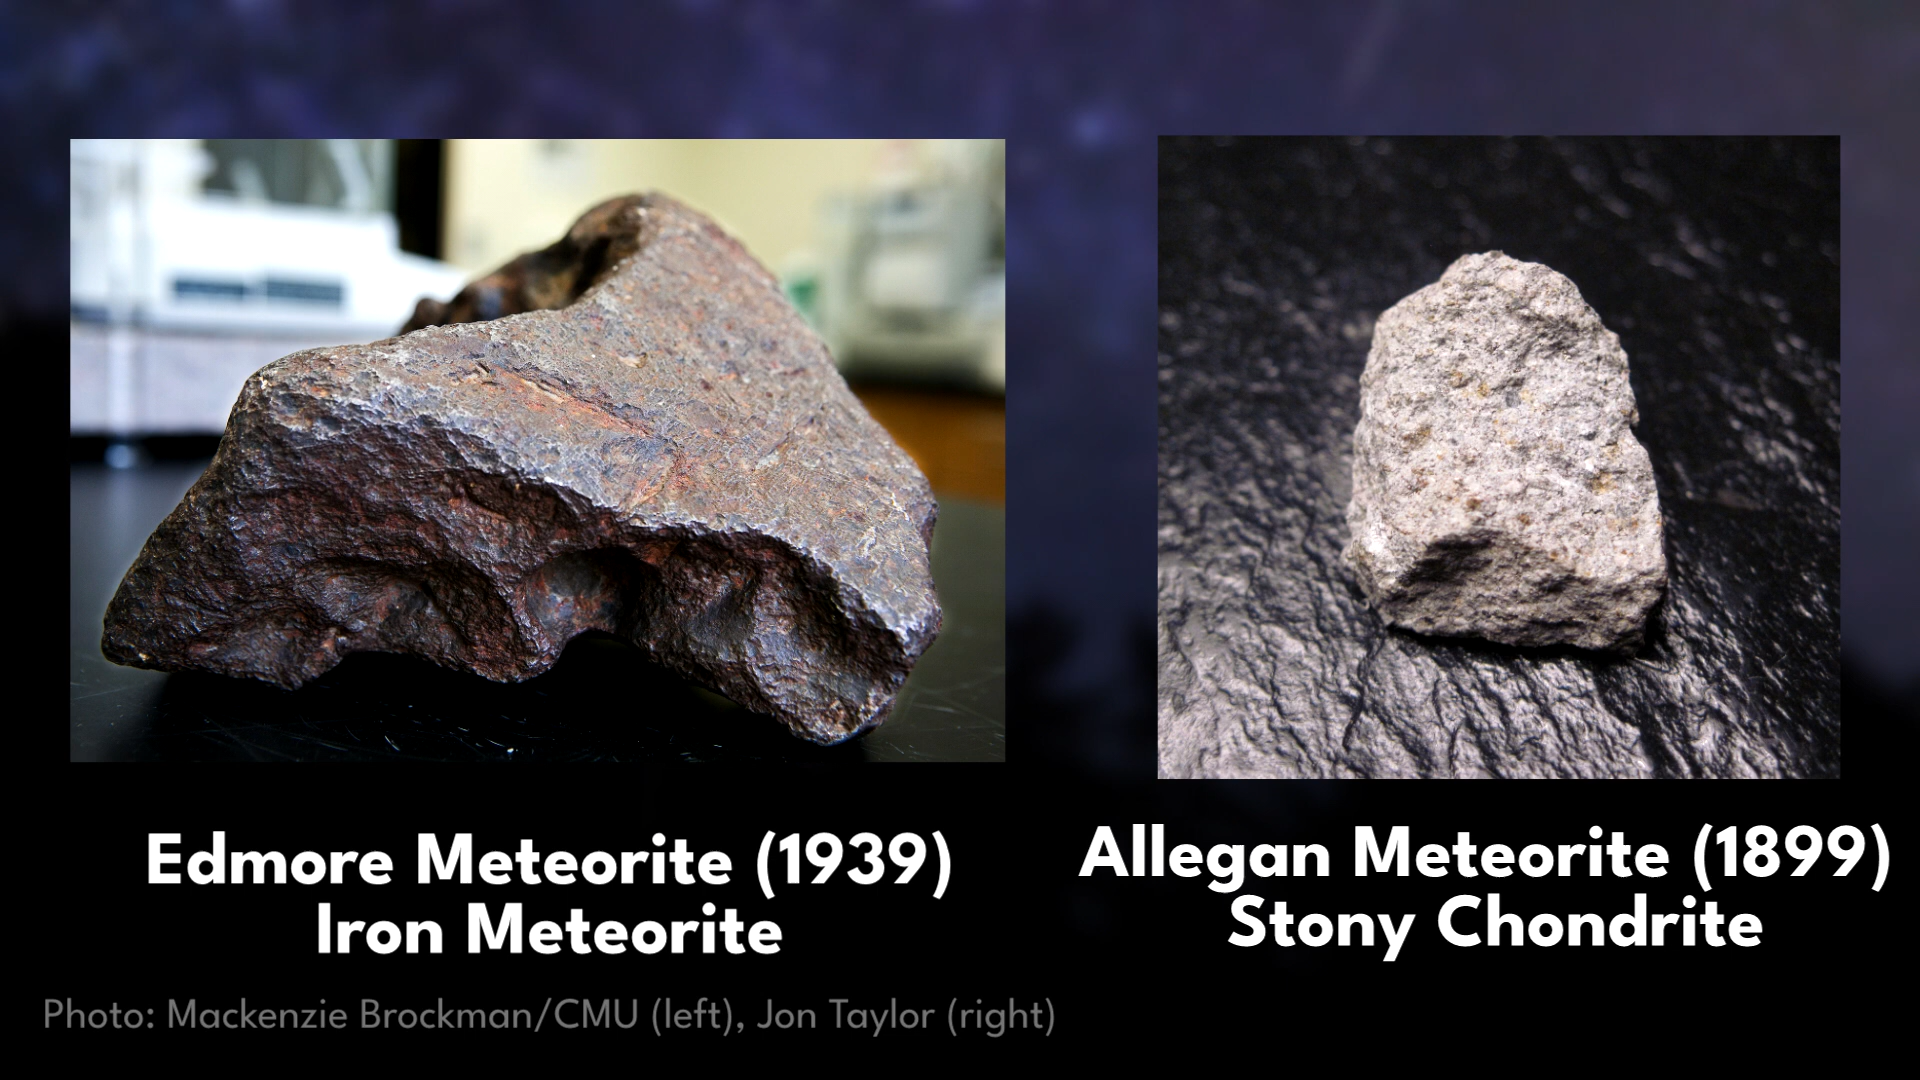 Edmore Meteorite (1939)
Iron Meteorite
Allegan Meteorite (1899)
Stony Chondrite
Photo: Mackenzie Brockman/CMU (left), Jon Taylor (right)